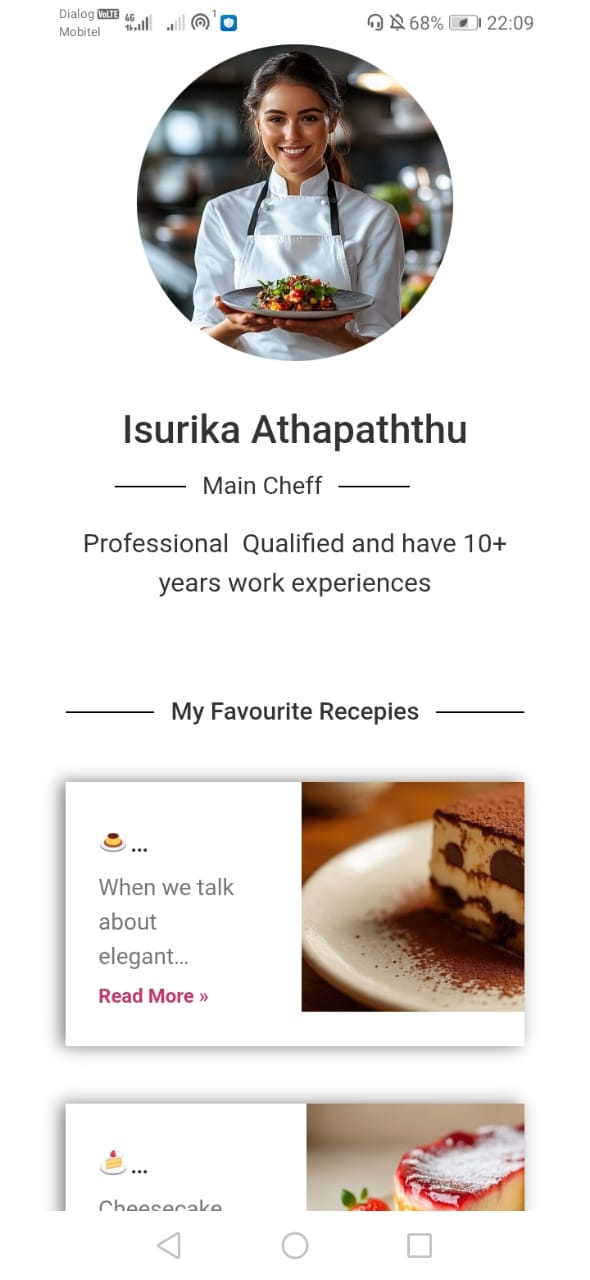 Dialog VoLTE
Mobitel
4G
1
68%
22:09
Isurika Athapaththu
Main Cheff
Professional  Qualified and have 10+
years work experiences
My Favourite Recepies
🍮...
When we talk
about
elegant...
Read More »
🍰...
Cheesecake